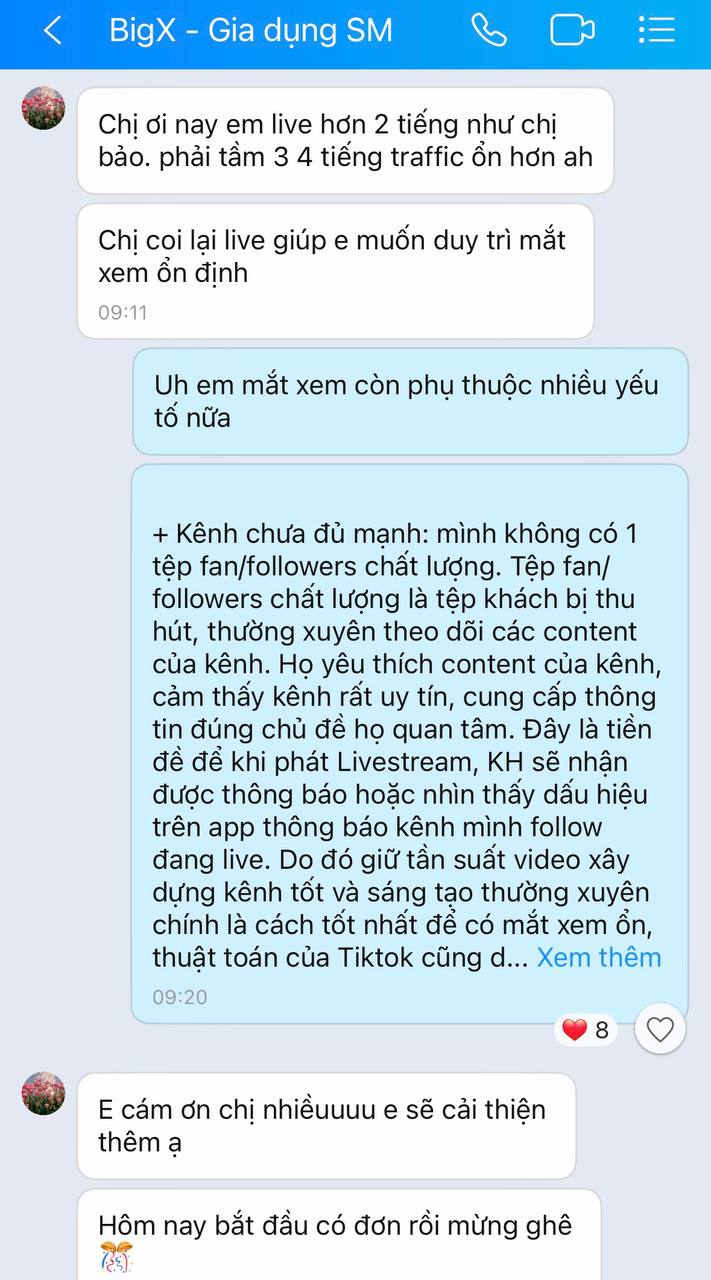 BigX - Gia dụng SM
Chị ơi nay em live hơn 2 tiếng như chị
bảo. phải tầm 3 4 tiếng traffic ổn hơn ah
Chị coi lại live giúp e muốn duy trì mắt
xem ổn định
09:11
Uh em mắt xem còn phụ thuộc nhiều yếu
tố nữa
+ Kênh chưa đủ mạnh: mình không có 1
tệp fan/followers chất lượng. Tệp fan/
followers chất lượng là tệp khách bị thu
hút, thường xuyên theo dõi các content
của kênh. Họ yêu thích content của kênh,
cảm thấy kênh rất uy tín, cung cấp thông
tin đúng chủ đề họ quan tâm. Đây là tiền
đề để khi phát Livestream, KH sẽ nhận
được thông báo hoặc nhìn thấy dấu hiệu
trên app thông báo kênh mình follow
đang live. Do đó giữ tần suất video xây
dựng kênh tốt và sáng tạo thường xuyên
chính là cách tốt nhất để có mắt xem ổn,
thuật toán của Tiktok cũng d... Xem thêm
09:20
8
E cám ơn chị nhiềuuuu e sẽ cải thiện
thêm ạ
Hôm nay bắt đầu có đơn rồi mừng ghê
🎊